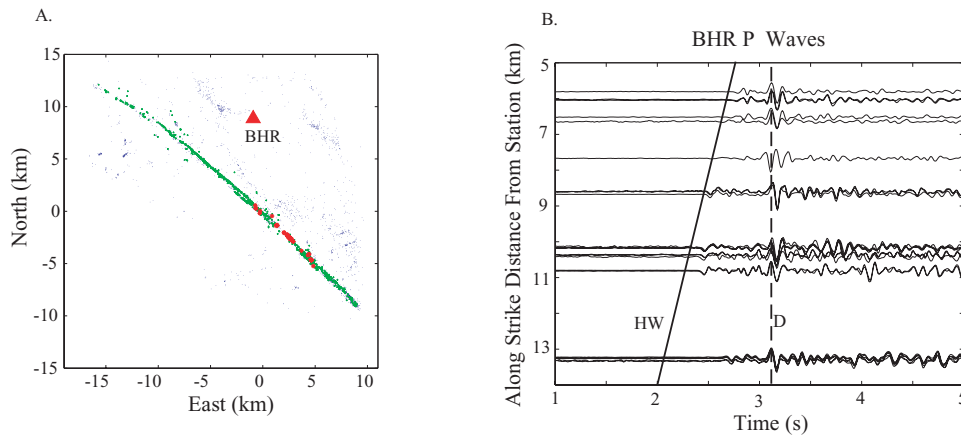 A.
15
10
5
0
-5
-10
15
-15 -10 -5 0 5 10
North (km)
East (km)
BHR
B.
BHR P Waves
5
7
9
11
13
Along Strike Distance From Station (km)
HW
D
1 2 3 4 5
Time (s)